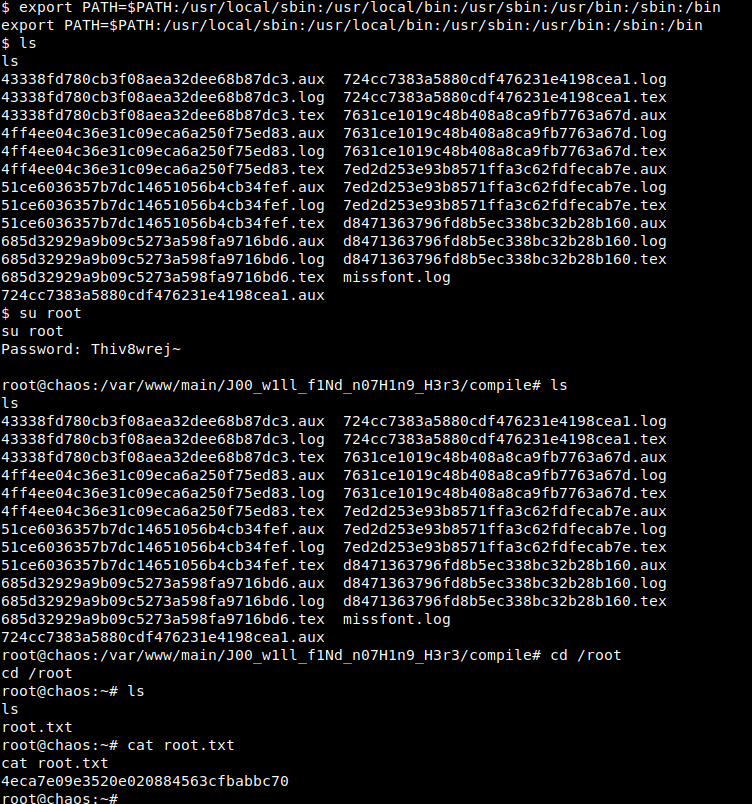 $ export PATH=$PATH:/usr/local/sbin:/usr/local/bin:/usr/sbin:/usr/bin:/sbin:/bin
export PATH=$PATH:/usr/local/sbin:/usr/local/bin:/usr/sbin:/usr/bin:/sbin:/bin
$ ls
ls
43338fd780cb3f08aea32dee68b87dc3.aux  724cc7383a5880cdf476231e4198cea1.log
43338fd780cb3f08aea32dee68b87dc3.log  724cc7383a5880cdf476231e4198cea1.tex
43338fd780cb3f08aea32dee68b87dc3.tex  7631ce1019c48b408a8ca9fb7763a67d.aux
4ff4ee04c36e31c09eca6a250f75ed83.aux  7631ce1019c48b408a8ca9fb7763a67d.log
4ff4ee04c36e31c09eca6a250f75ed83.log  7631ce1019c48b408a8ca9fb7763a67d.tex
4ff4ee04c36e31c09eca6a250f75ed83.tex  7ed2d253e93b8571ffa3c62fdfecab7e.aux
51ce6036357b7dc14651056b4cb34fef.aux  7ed2d253e93b8571ffa3c62fdfecab7e.log
51ce6036357b7dc14651056b4cb34fef.log  7ed2d253e93b8571ffa3c62fdfecab7e.tex
51ce6036357b7dc14651056b4cb34fef.tex  d8471363796fd8b5ec338bc32b28b160.aux
685d32929a9b09c5273a598fa9716bd6.aux  d8471363796fd8b5ec338bc32b28b160.log
685d32929a9b09c5273a598fa9716bd6.log  d8471363796fd8b5ec338bc32b28b160.tex
685d32929a9b09c5273a598fa9716bd6.tex  missfont.log
724cc7383a5880cdf476231e4198cea1.aux
$ su root
su root
Password: Thiv8wrej~
root@chaos:/var/www/main/J00_w1ll_f1Nd_n07H1n9_H3r3/compile# ls
ls
43338fd780cb3f08aea32dee68b87dc3.aux  724cc7383a5880cdf476231e4198cea1.log
43338fd780cb3f08aea32dee68b87dc3.log  724cc7383a5880cdf476231e4198cea1.tex
43338fd780cb3f08aea32dee68b87dc3.tex  7631ce1019c48b408a8ca9fb7763a67d.aux
4ff4ee04c36e31c09eca6a250f75ed83.aux  7631ce1019c48b408a8ca9fb7763a67d.log
4ff4ee04c36e31c09eca6a250f75ed83.log  7631ce1019c48b408a8ca9fb7763a67d.tex
4ff4ee04c36e31c09eca6a250f75ed83.tex  7ed2d253e93b8571ffa3c62fdfecab7e.aux
51ce6036357b7dc14651056b4cb34fef.aux  7ed2d253e93b8571ffa3c62fdfecab7e.log
51ce6036357b7dc14651056b4cb34fef.log  7ed2d253e93b8571ffa3c62fdfecab7e.tex
51ce6036357b7dc14651056b4cb34fef.tex  d8471363796fd8b5ec338bc32b28b160.aux
685d32929a9b09c5273a598fa9716bd6.aux  d8471363796fd8b5ec338bc32b28b160.log
685d32929a9b09c5273a598fa9716bd6.log  d8471363796fd8b5ec338bc32b28b160.tex
685d32929a9b09c5273a598fa9716bd6.tex  missfont.log
724cc7383a5880cdf476231e4198cea1.aux
root@chaos:/var/www/main/J00_w1ll_f1Nd_n07H1n9_H3r3/compile# cd /root
cd /root
root@chaos:~# ls
ls
root.txt
root@chaos:~# cat root.txt
cat root.txt
4eca7e09e3520e020884563cfbabbc70
root@chaos:~#